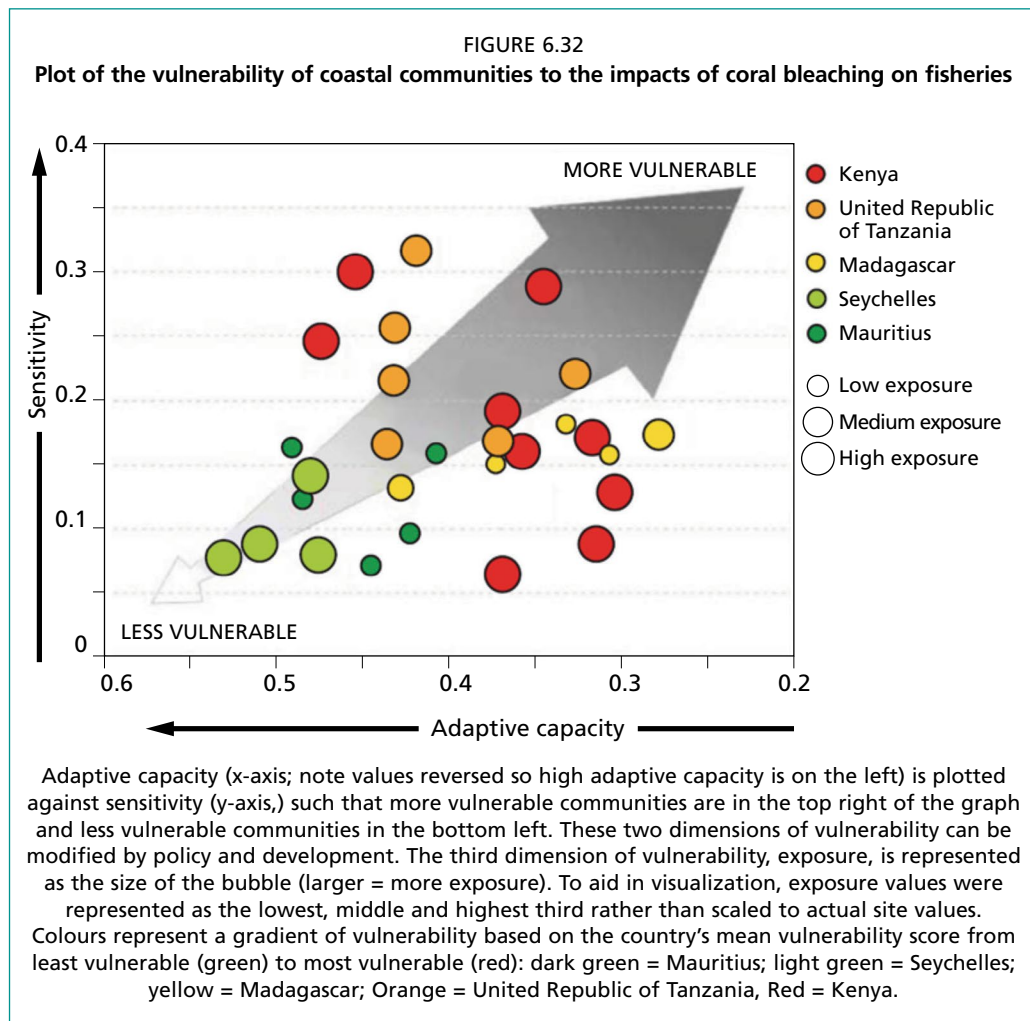 FIGURE 6.32
Plot of the vulnerability of coastal communities to the impacts of coral bleaching on fisheries
0.4
0.3
0.2
0.1
0
Sensitivity
MORE VULNERABLE
LESS VULNERABLE
0.6
0.5
0.4
0.3
0.2
Adaptive capacity
Kenya
United Republic
of Tanzania
Madagascar
Seychelles
Mauritius
Low exposure
Medium exposure
High exposure
Adaptive capacity (x-axis; note values reversed so high adaptive capacity is on the left) is plotted
against sensitivity (y-axis,) such that more vulnerable communities are in the top right of the graph
and less vulnerable communities in the bottom left. These two dimensions of vulnerability can be
modified by policy and development. The third dimension of vulnerability, exposure, is represented
as the size of the bubble (larger = more exposure). To aid in visualization, exposure values were
represented as the lowest, middle and highest third rather than scaled to actual site values.
Colours represent a gradient of vulnerability based on the country's mean vulnerability score from
least vulnerable (green) to most vulnerable (red): dark green = Mauritius; light green = Seychelles;
yellow = Madagascar; Orange = United Republic of Tanzania, Red = Kenya.